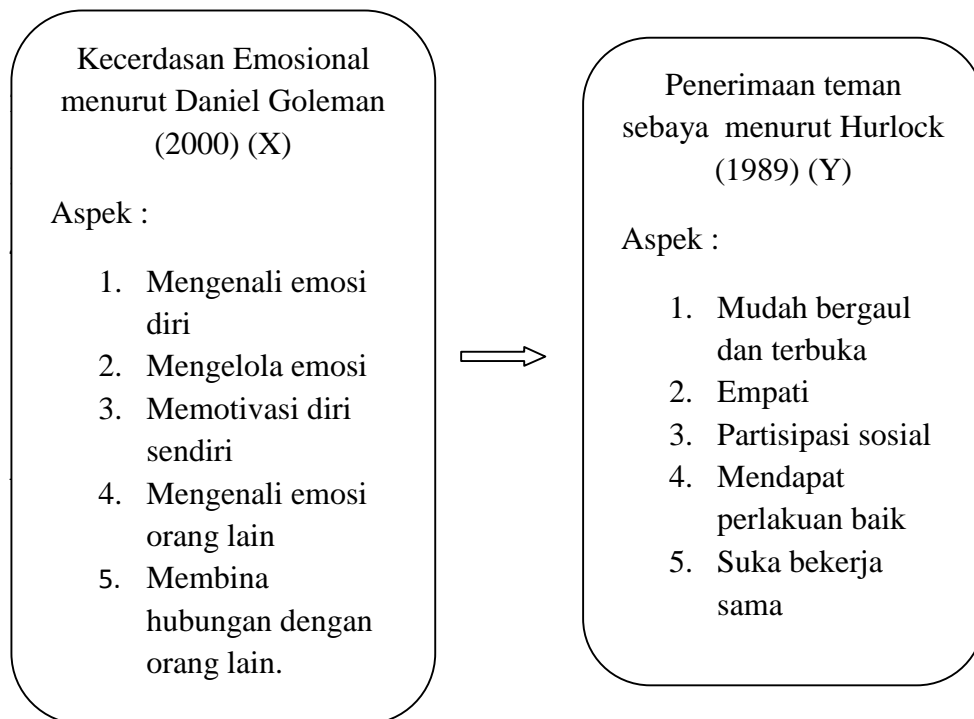 Kecerdasan Emosional
menurut Daniel Goleman
(2000) (X)
Aspek :
1. Mengenali emosi
diri
2. Mengelola emosi
3. Memotivasi diri
sendiri
4. Mengenali emosi
orang lain
5. Membina
hubungan dengan
orang lain.
Penerimaan teman
sebaya menurut Hurlock
(1989) (Y)
Aspek :
1. Mudah bergaul
dan terbuka
2. Empati
3. Partisipasi sosial
4. Mendapat
perlakuan baik
5. Suka bekerja
sama